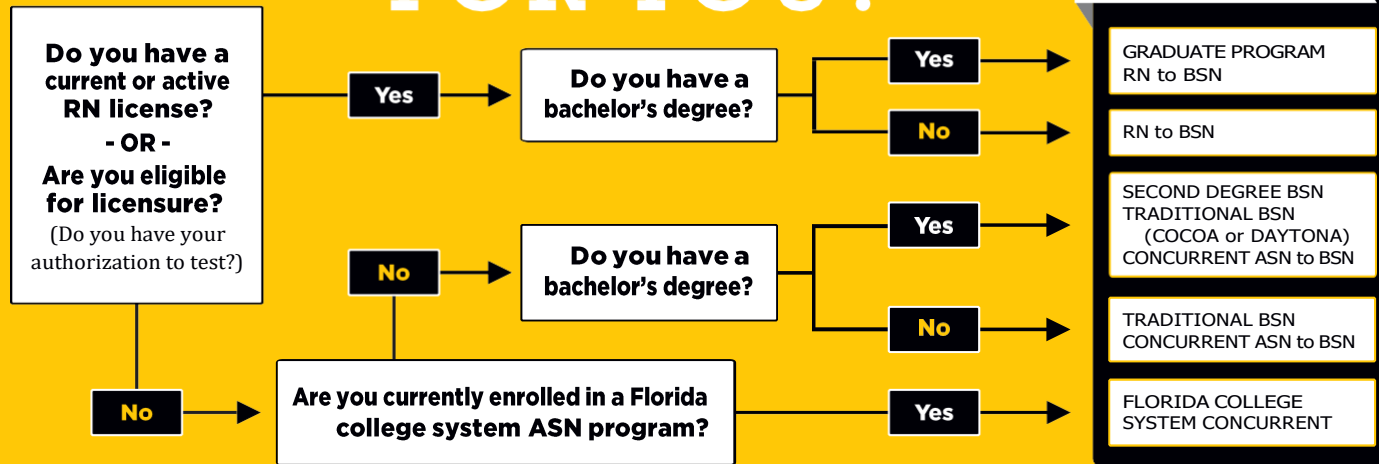 FOR YOU?
Do you have a
current or active
RN license?
- OR -
Are you eligible
for licensure?
(Do you have your
authorization to test?)
Yes
Do you have a
bachelor's degree?
Yes
GRADUATE PROGRAM
RN to BSN
No
RN to BSN
No
Do you have a
bachelor's degree?
Yes
SECOND DEGREE BSN
TRADITIONAL BSN
(COCOA or DAYTONA)
CONCURRENT ASN to BSN
No
TRADITIONAL BSN
CONCURRENT ASN to BSN
No
Are you currently enrolled in a Florida
college system ASN program?
Yes
FLORIDA COLLEGE
SYSTEM CONCURRENT